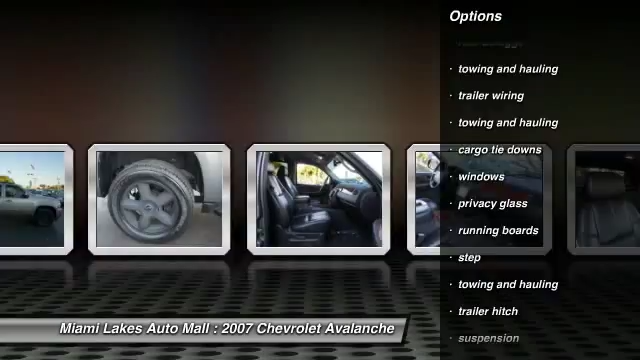 Options
· towing and hauling
· trailer wiring
· towing and hauling
· cargo tie downs
· windows
· privacy glass
· running boards
· step
· towing and hauling
· trailer hitch
· suspension
Miami Lakes Auto Mall : 2007 Chevrolet Avalanche